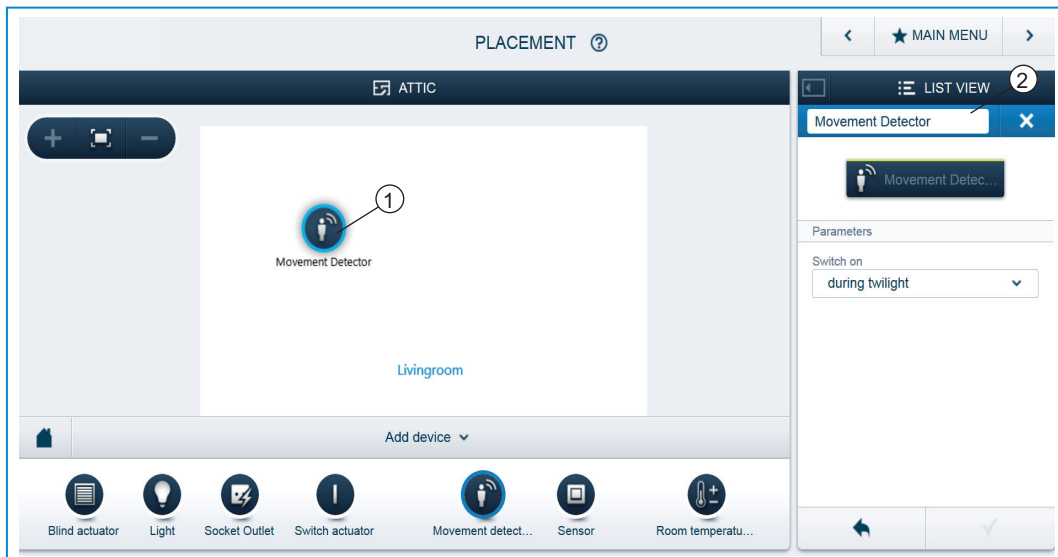 PLACEMENT ?
MAIN MENU
ATTIC
LIST VIEW
2
Movement Detector
1
Movement Detec...
Movement Detector
Parameters
Switch on
during twilight
Livingroom
Add device
Blind actuator
Light
Socket Outlet
Switch actuator
Movement detect...
Sensor
Room temperatu...